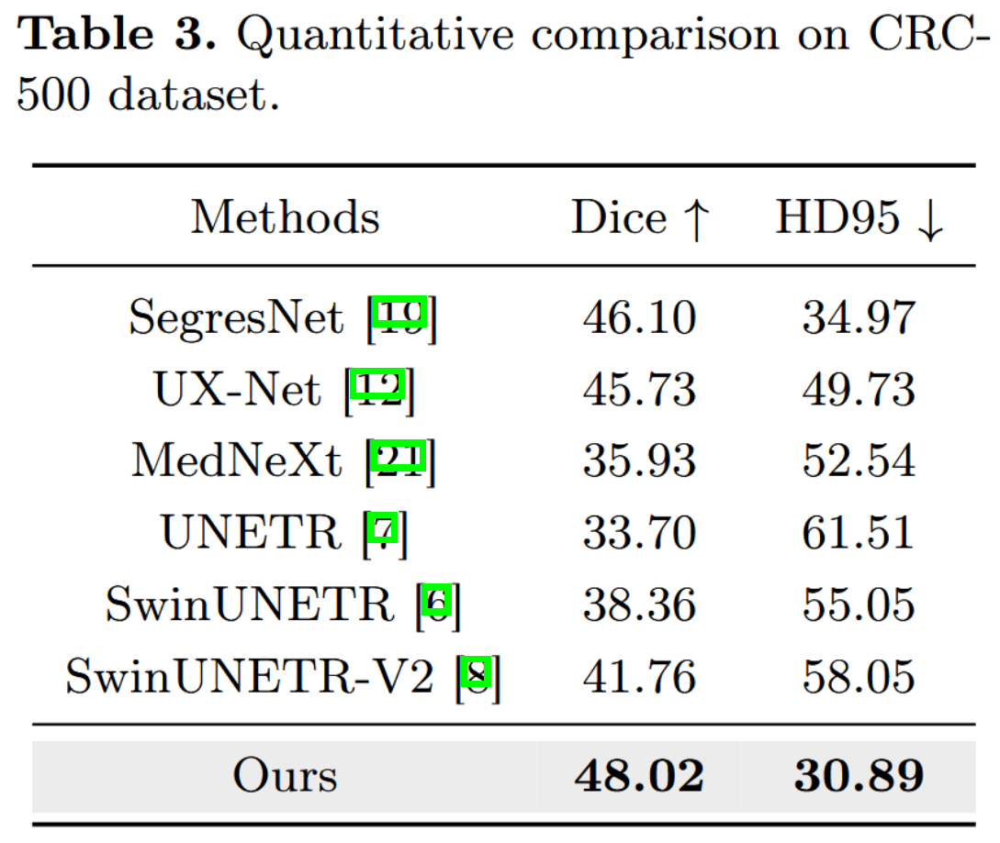 Table 3. Quantitative comparison on CRC-
500 dataset.
Methods Dice ↑ HD95 ↓
SegresNet [19] 46.10 34.97
UX-Net [12] 45.73 49.73
MedNeXt [21] 35.93 52.54
UNETR [7] 33.70 61.51
SwinUNETR [6] 38.36 55.05
SwinUNETR-V2 [8] 41.76 58.05
Ours 48.02 30.89